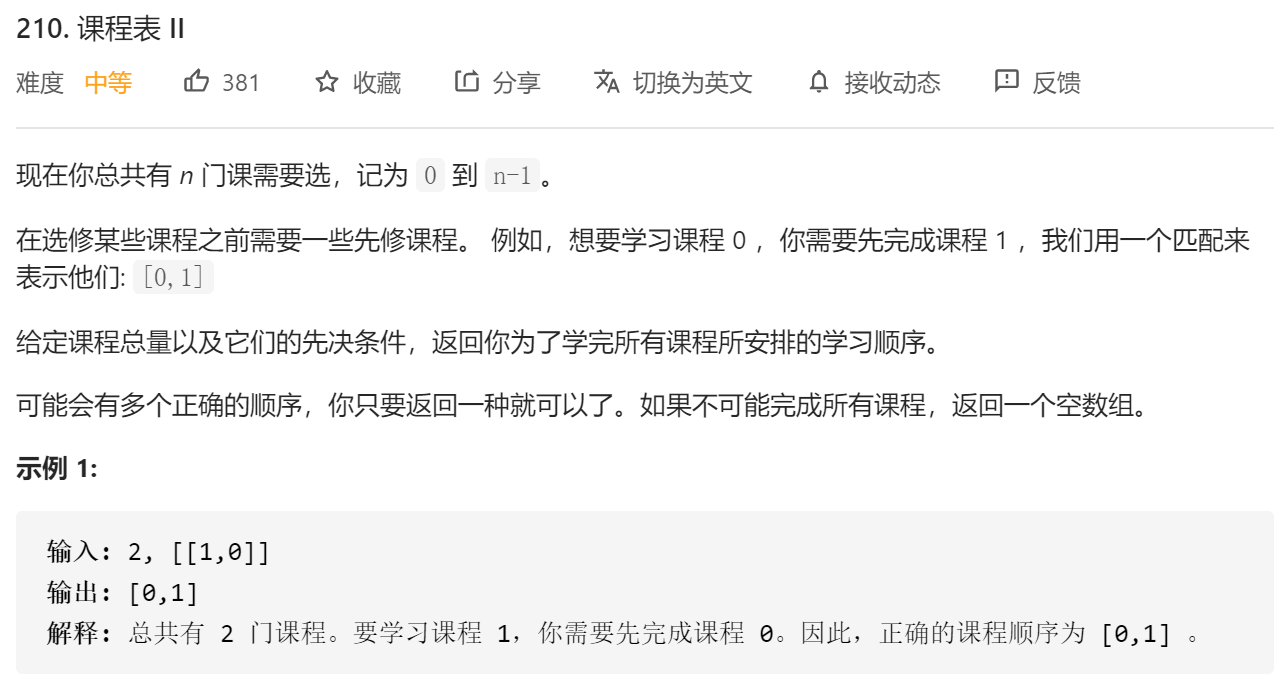 210. 课程表 II
难度 中等 381 收藏 分享 切换为英文 接收动态 反馈
现在你总共有 n 门课需要选，记为 0 到 n-1。
在选修某些课程之前需要一些先修课程。 例如，想要学习课程 0 ，你需要先完成课程 1 ，我们用一个匹配来
表示他们: [0,1]
给定课程总量以及它们的先决条件，返回你为了学完所有课程所安排的学习顺序。
可能会有多个正确的顺序，你只要返回一种就可以了。如果不可能完成所有课程，返回一个空数组。
示例 1:
输入: 2, [[1,0]]
输出: [0,1]
解释: 总共有 2 门课程。要学习课程 1，你需要先完成课程 0。因此，正确的课程顺序为 [0,1] 。